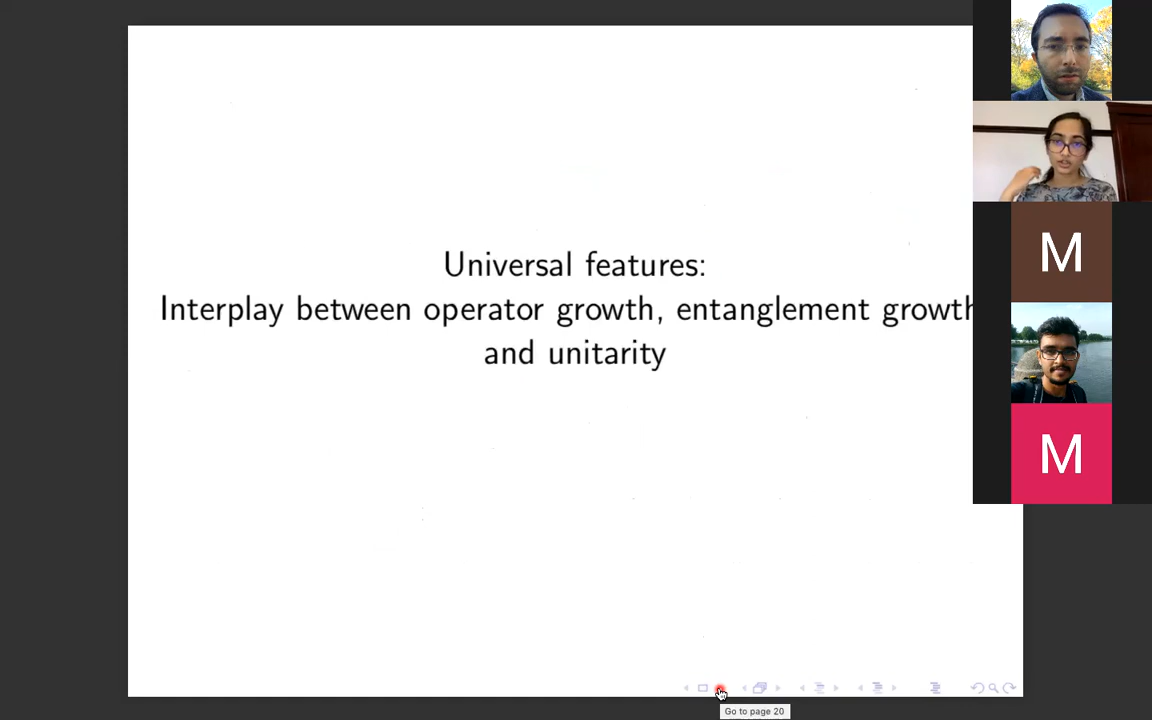 Universal features:
Interplay between operator growth, entanglement growth
and unitarity
M
M
Go to page 20